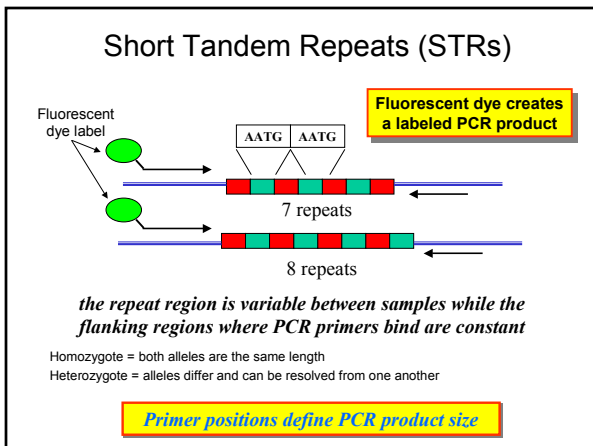 Short Tandem Repeats (STRs)
Fluorescent dye creates
a labeled PCR product
Fluorescent
dye label
AATG AATG
7 repeats
8 repeats
the repeat region is variable between samples while the
flanking regions where PCR primers bind are constant
Homozygote = both alleles are the same length
Heterozygote = alleles differ and can be resolved from one another
Primer positions define PCR product size